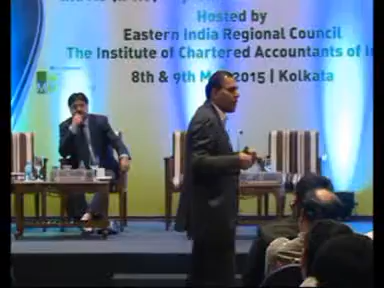 Hosted by
Eastern India Regional Council
The Institute of Chartered Accountants of
8th & 9th 2015 | Kolkata